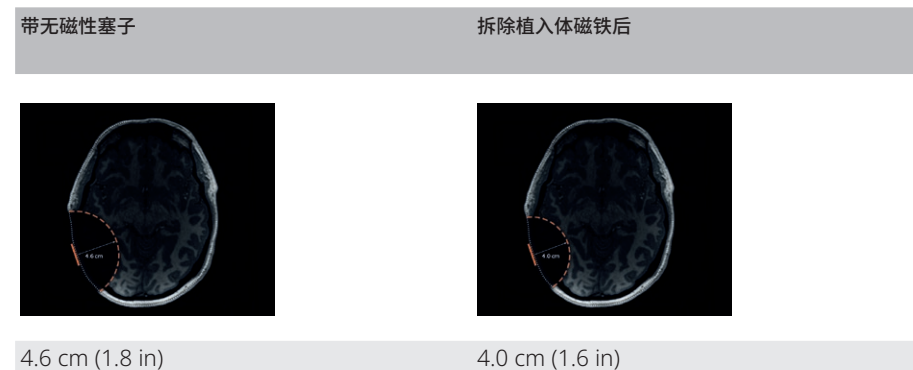 带无磁性塞子
拆除植入体磁铁后
4.6 cm
4.0 cm
4.6 cm (1.8 in)
4.0 cm (1.6 in)